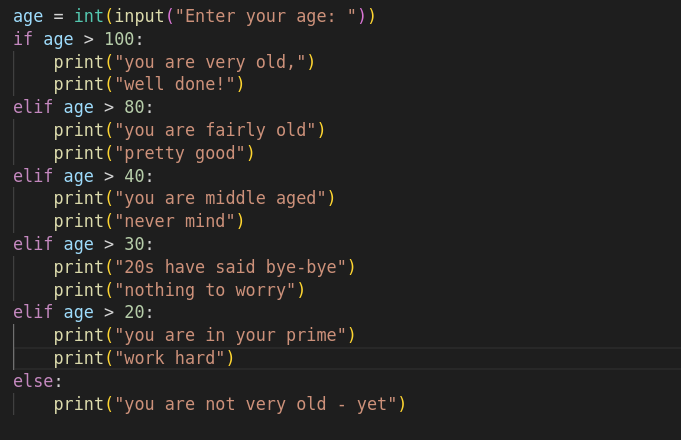 age = int(input("Enter your age: "))
if age > 100:
    print("you are very old,")
    print("well done!")
elif age > 80:
    print("you are fairly old")
    print("pretty good")
elif age > 40:
    print("you are middle aged")
    print("never mind")
elif age > 30:
    print("20s have said bye-bye")
    print("nothing to worry")
elif age > 20:
    print("you are in your prime")
    print("work hard")
else:
    print("you are not very old - yet")